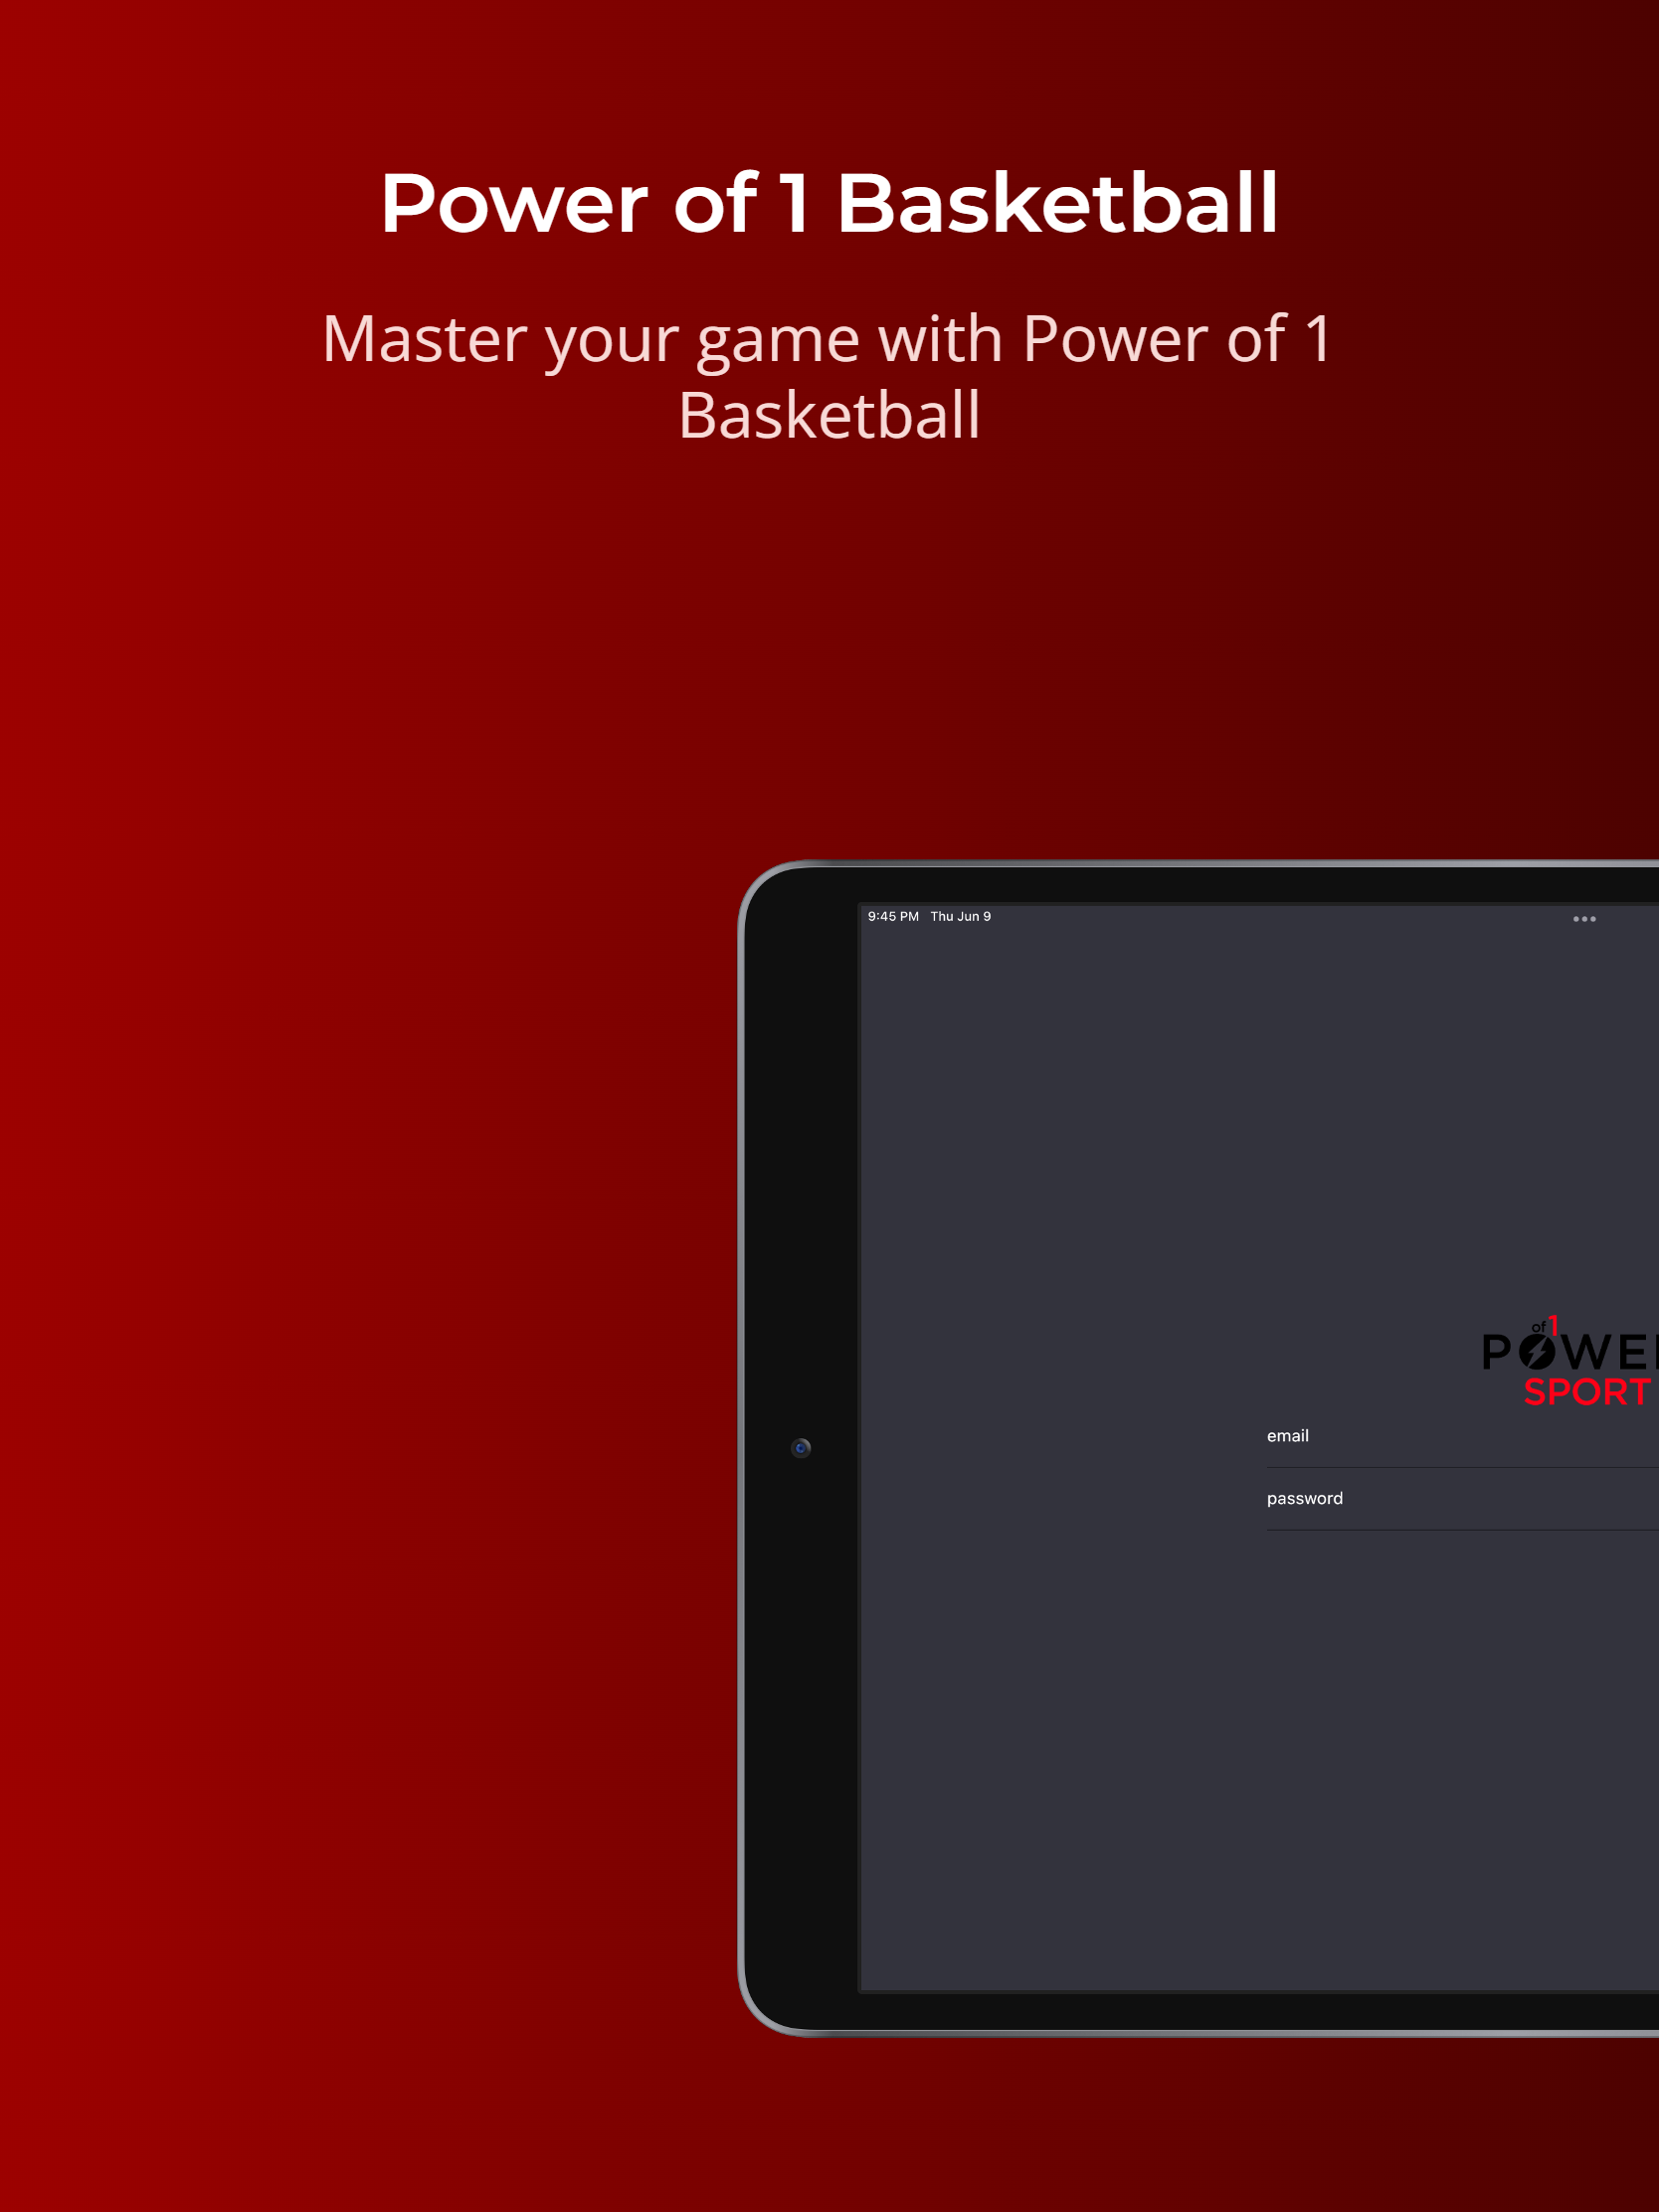 Power of 1 Basketball
Master your game with Power of 1
Basketball
9:45 PM Thu Jun 9
of 1
POWE
SPORT
email
password